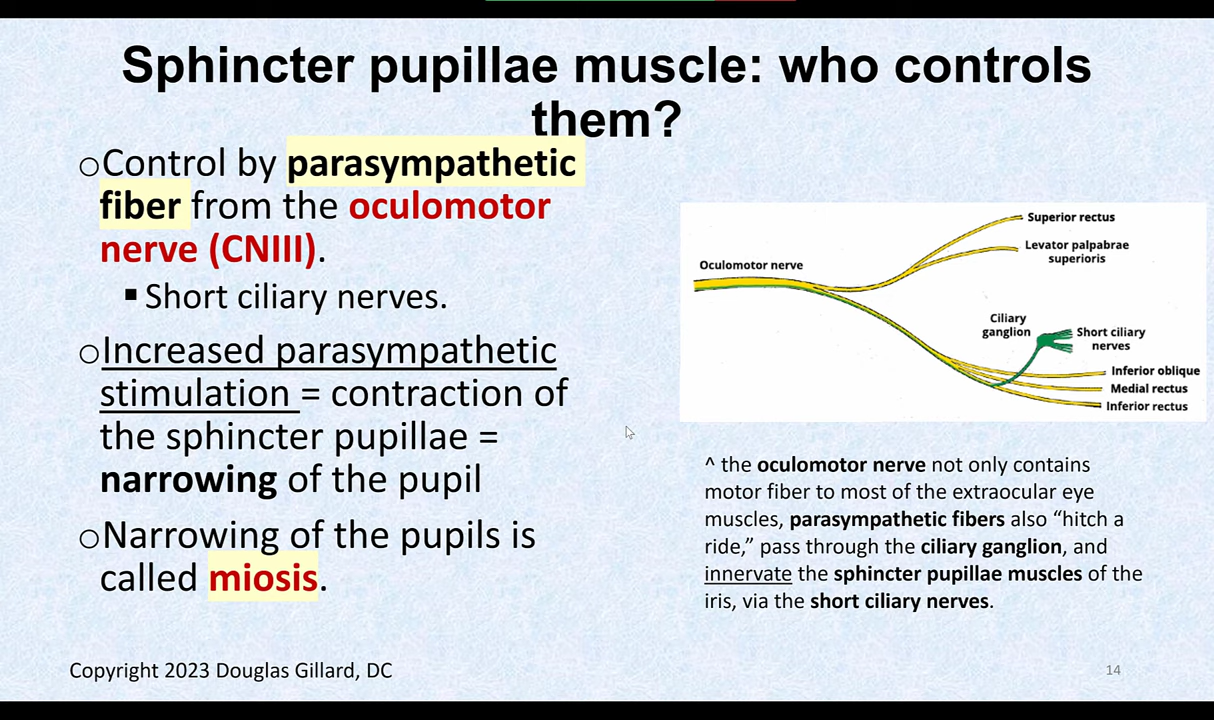 Sphincter pupillae muscle: who controls
them?
oControl by parasympathetic
fiber from the oculomotor
nerve (CNIII).
▪ Short ciliary nerves.
oIncreased parasympathetic
stimulation = contraction of
the sphincter pupillae =
narrowing of the pupil
oNarrowing of the pupils is
called miosis.
Superior rectus
Levator palpabrae
superioris
Oculomotor nerve
Ciliary
ganglion
Short ciliary
nerves
Inferior oblique
Medial rectus
Inferior rectus
^ the oculomotor nerve not only contains
motor fiber to most of the extraocular eye
muscles, parasympathetic fibers also “hitch a
ride,” pass through the ciliary ganglion, and
innervate the sphincter pupillae muscles of the
iris, via the short ciliary nerves.
Copyright 2023 Douglas Gillard, DC
14